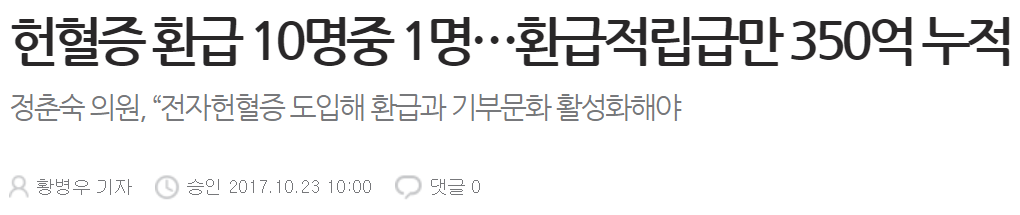 헌혈증 환급 10명중 1명…환급적립급만 350억 누적
정춘숙 의원, “전자헌혈증 도입해 환급과 기부문화 활성화해야
황병우 기자 승인 2017.10.23 10:00 댓글 0